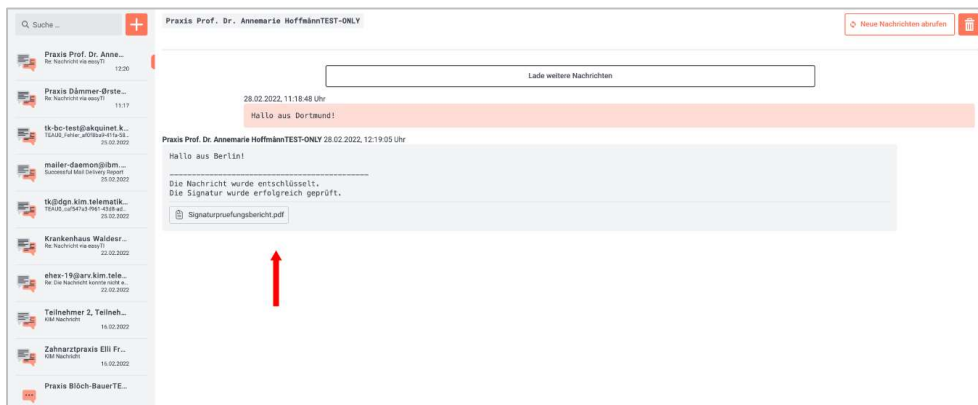 Suche ...
Praxis Prof. Dr. Anne...
Re: Nachricht via easyTI
12:20
Praxis Dåmmer-Ørste...
Re: Nachricht via easyTI
11:17
tk-bc-test@akquinet.k...
25.02.2022
mailer-daemon@ibm....
Successful Mail Delivery Report
25.02.2022
tk@dgn.kim.telematik...
25.02.2022
Krankenhaus Waldesr...
Re: Nachricht via easyTI
22.02.2022
ehex-19@arv.kim.tele...
Re: Die Nachricht konnte nicht e...
22.02.2022
Teilnehmer 2, Teilneh...
KIM Nachricht
16.02.2022
Zahnarztpraxis Elli Fr...
KIM Nachricht
16.02.2022
Praxis Blöch-BauerTE...
Praxis Prof. Dr. Annemarie HoffmånnTEST-ONLY
Neue Nachrichten abrufen
Lade weitere Nachrichten
28.02.2022, 11:18:48 Uhr
Hallo aus Dortmund!
Praxis Prof. Dr. Annemarie HoffmånnTEST-ONLY 28.02.2022, 12:19:05 Uhr
Hallo aus Berlin!
Die Nachricht wurde entschlüsselt.
Die Signatur wurde erfolgreich geprüft.
Signaturpruefungsbericht.pdf